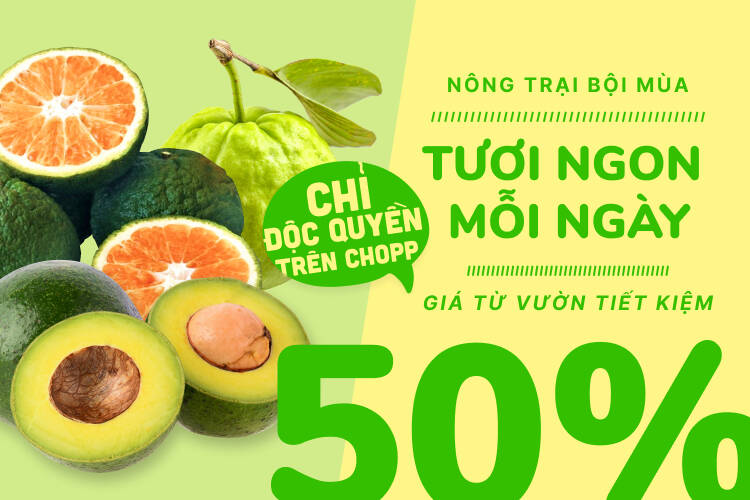 NÔNG TRẠI BỘI MÙA
TƯƠI NGON
MỖI NGÀY
CHỈ
ĐỘC QUYỀN
TRÊN CHOPP
GIÁ TỪ VƯỜN TIẾT KIỆM
50%